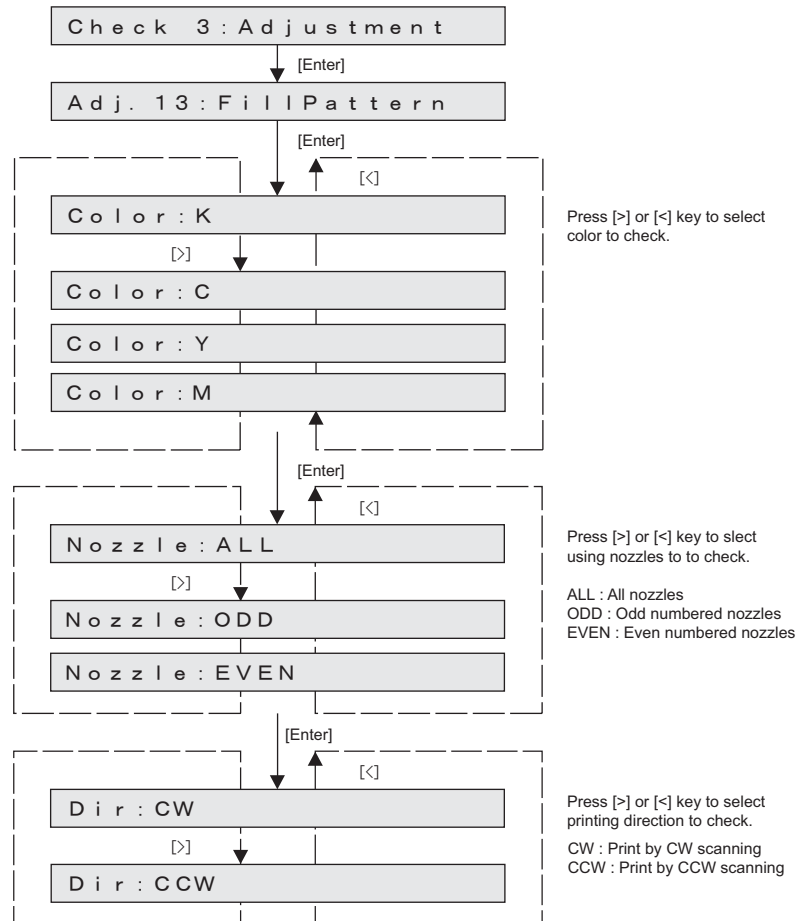 Check 3:Adjustment
[Enter]
Adj. 13:FillPattern
[Enter]
[<]
Color:K
Press [>] or [<] key to select
color to check.
[>]
Color:C
Color:Y
Color:M
[Enter]
[<]
Nozzle:ALL
Press [>] or [<] key to slect
using nozzles to to check.
[>]
ALL : All nozzles
Nozzle:ODD
ODD : Odd numbered nozzles
EVEN : Even numbered nozzles
Nozzle:EVEN
[Enter]
[<]
Dir:CW
Press [>] or [<] key to select
printing direction to check.
[>]
CW : Print by CW scanning
CCW : Print by CCW scanning
Dir:CCW